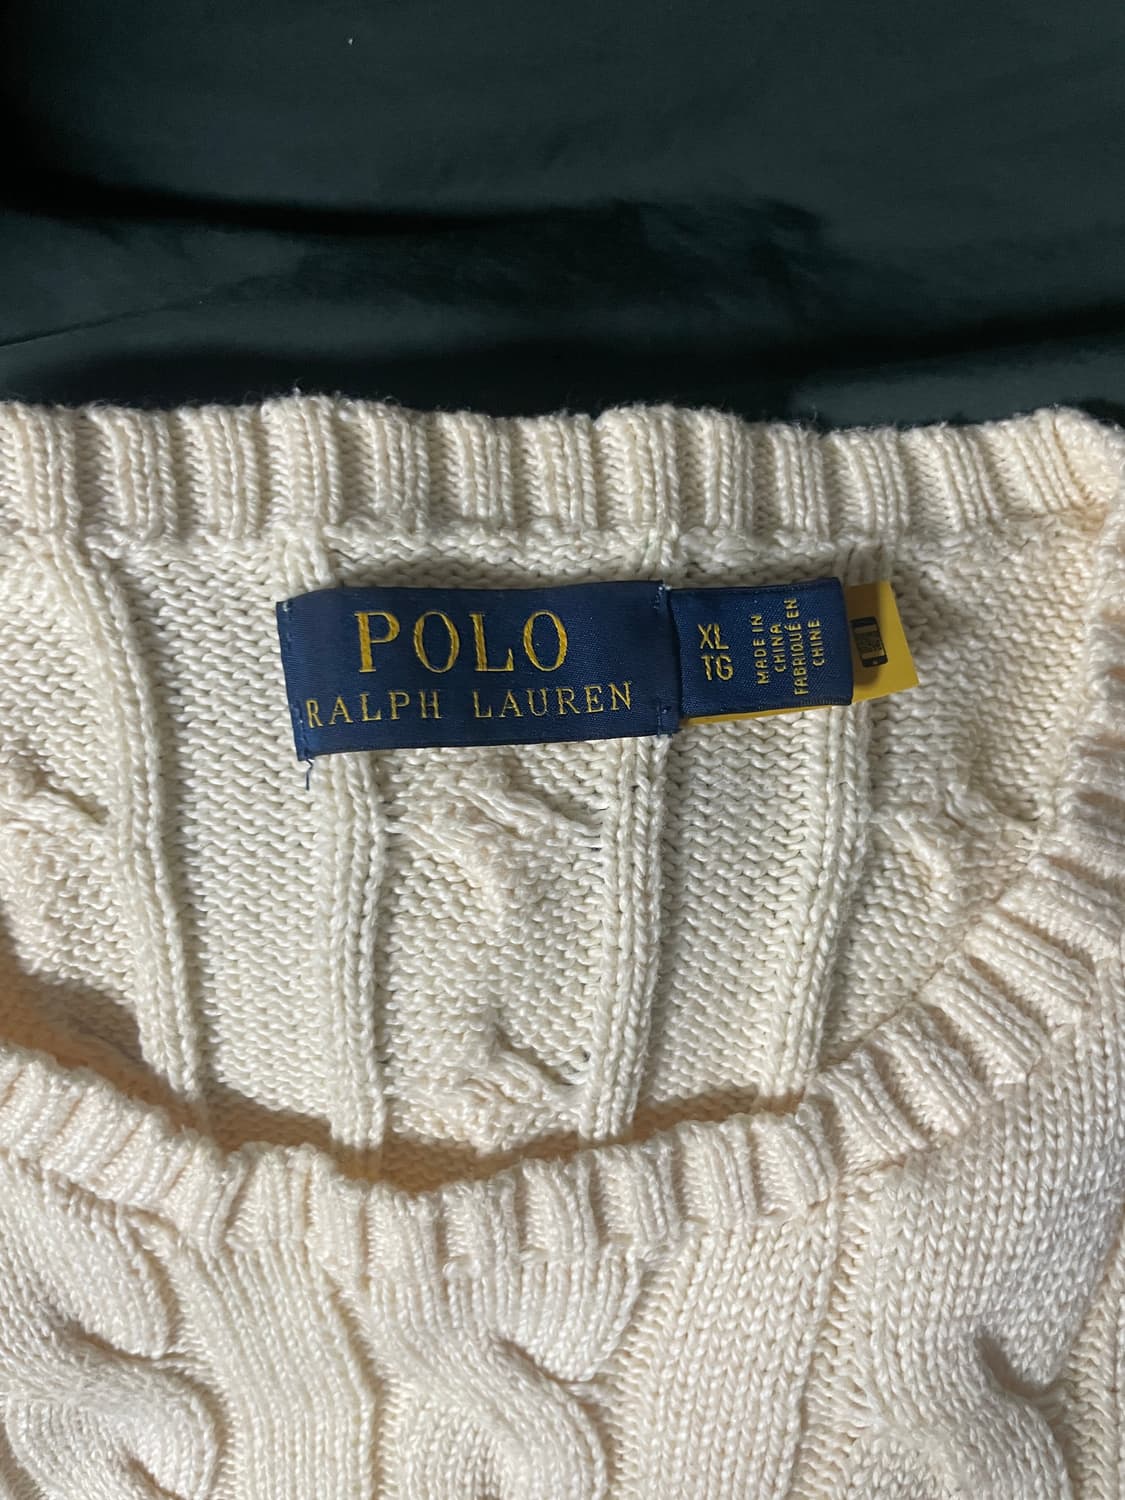 POLO
RALPH LAUREN
XL
TG
MADE IN
CHINA
FABRIQUÉ EN
CHINE